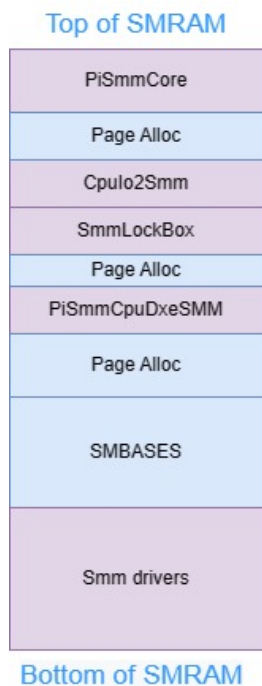 Top of SMRAM
PiSmmCore
Page Alloc
CpuIo2Smm
SmmLockBox
Page Alloc
PiSmmCpuDxeSMM
Page Alloc
SMBASES
Smm drivers
Bottom of SMRAM